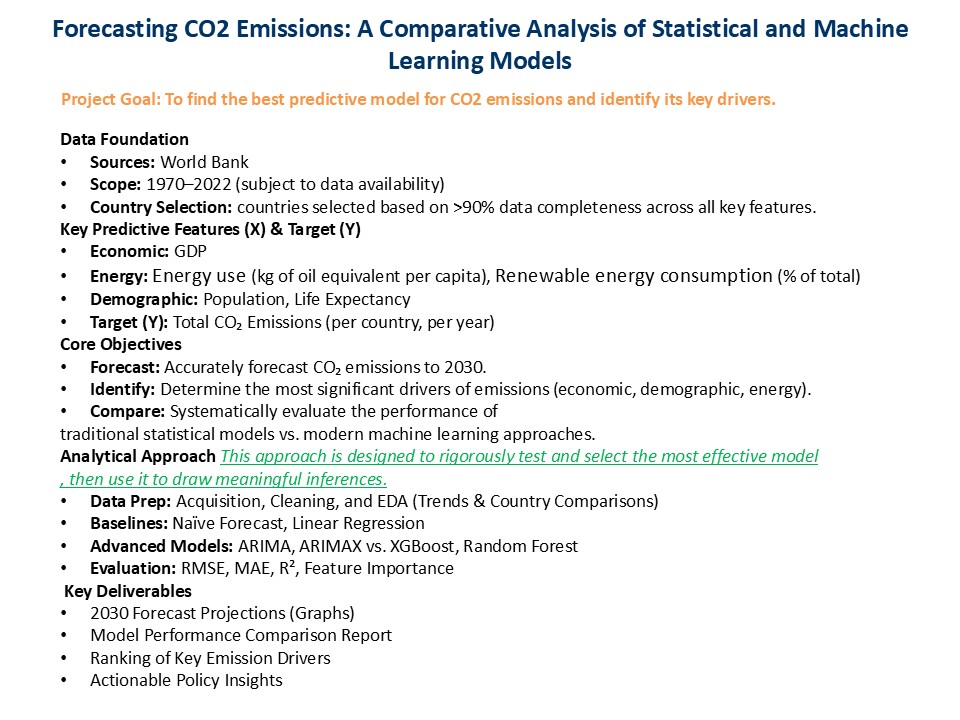 Forecasting CO2 Emissions: A Comparative Analysis of Statistical and Machine
Learning Models
Project Goal: To find the best predictive model for CO2 emissions and identify its key drivers.
Data Foundation
• Sources: World Bank
• Scope: 1970–2022 (subject to data availability)
• Country Selection: countries selected based on >90% data completeness across all key features.
Key Predictive Features (X) & Target (Y)
• Economic: GDP
• Energy: Energy use (kg of oil equivalent per capita), Renewable energy consumption (% of total)
• Demographic: Population, Life Expectancy
• Target (Y): Total CO₂ Emissions (per country, per year)
Core Objectives
• Forecast: Accurately forecast CO₂ emissions to 2030.
• Identify: Determine the most significant drivers of emissions (economic, demographic, energy).
• Compare: Systematically evaluate the performance of
traditional statistical models vs. modern machine learning approaches.
Analytical Approach This approach is designed to rigorously test and select the most effective model
, then use it to draw meaningful inferences.
• Data Prep: Acquisition, Cleaning, and EDA (Trends & Country Comparisons)
• Baselines: Naïve Forecast, Linear Regression
• Advanced Models: ARIMA, ARIMAX vs. XGBoost, Random Forest
• Evaluation: RMSE, MAE, R², Feature Importance
Key Deliverables
• 2030 Forecast Projections (Graphs)
• Model Performance Comparison Report
• Ranking of Key Emission Drivers
• Actionable Policy Insights